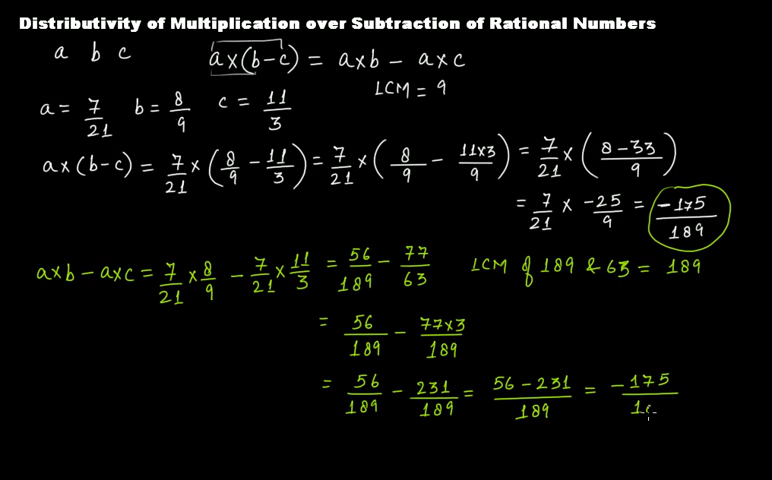 Distributivity of Multiplication over Subtraction of Rational Numbers
a b c a×(b-c) = a×b - a×c
LCM = 9
a = 7/21 b = 8/9 c = 11/3
a×(b-c) = 7/21 × (8/9 - 11/3) = 7/21 × (8/9 - 11×3/9) = 7/21 × (8-33/9)
= 7/21 × -25/9 = -175/189
a×b - a×c = 7/21 × 8/9 - 7/21 × 11/3 = 56/189 - 77/63 LCM of 189 & 63 = 189
= 56/189 - 77×3/189
= 56/189 - 231/189 = 56-231/189 = -175/1